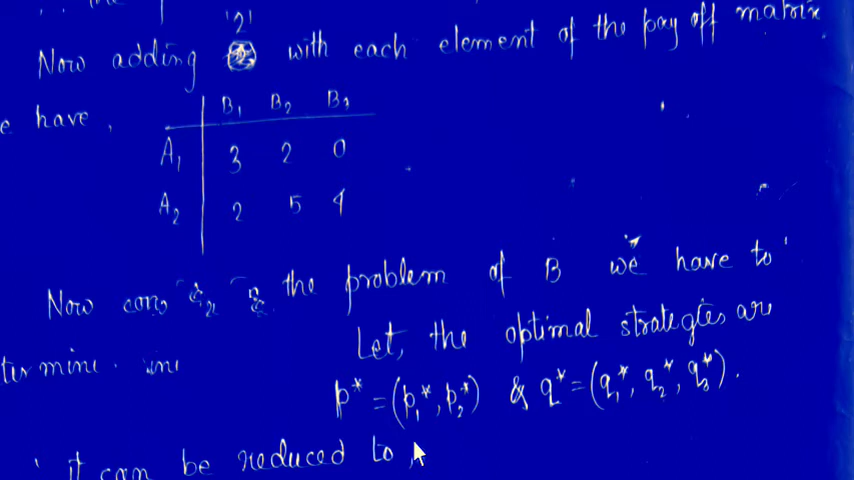 '2'
Now adding with each element of the pay off matrix
have,
B₁ B₂ B₃
A₁ 3 2 0
A₂ 2 5 4
Now the problem of B we have to
Let, the optimal strategies are
p* = (p₁*, p₂*) & q* = (q₁*, q₂*, q₃*).
it can be reduced to,